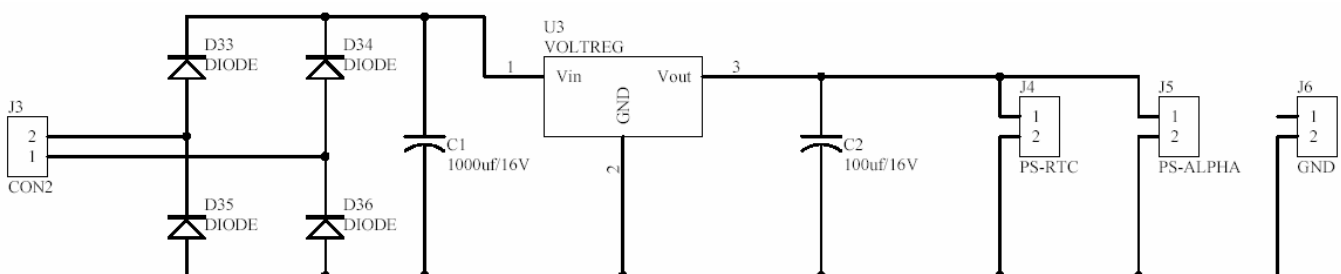 J3
2
1
CON2
D33
DIODE
D34
DIODE
D35
DIODE
D36
DIODE
C1
1000uf/16V
U3
VOLTREG
1
Vin
Vout
3
GND
2
C2
100uf/16V
J4
1
2
PS-RTC
J5
1
2
PS-ALPHA
J6
1
2
GND